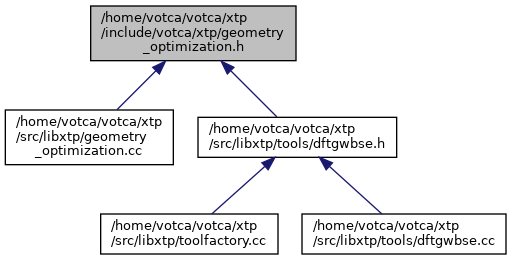 /home/votca/votca/xtp
/include/votca/xtp/geometry
_optimization.h
/home/votca/votca/xtp
/src/libxtp/geometry
_optimization.cc
/home/votca/votca/xtp
/src/libxtp/tools/dftgwbse.h
/home/votca/votca/xtp
/src/libxtp/toolfactory.cc
/home/votca/votca/xtp
/src/libxtp/tools/dftgwbse.cc